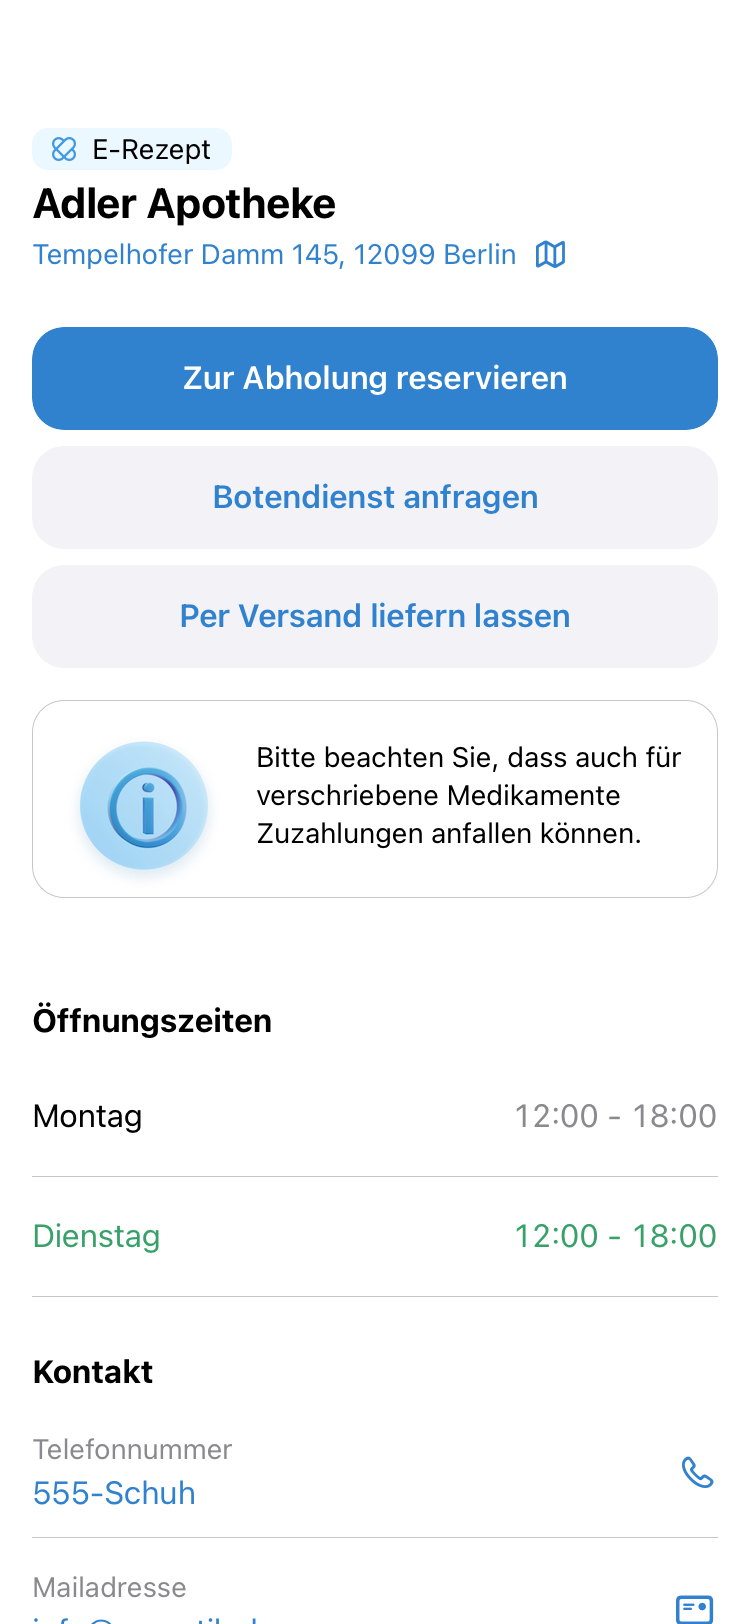 E-Rezept
Adler Apotheke
Tempelhofer Damm 145, 12099 Berlin
Zur Abholung reservieren
Botendienst anfragen
Per Versand liefern lassen
Bitte beachten Sie, dass auch für
verschriebene Medikamente
Zuzahlungen anfallen können.
Öffnungszeiten
Montag 12:00 - 18:00
Dienstag 12:00 - 18:00
Kontakt
Telefonnummer
555-Schuh
Mailadresse